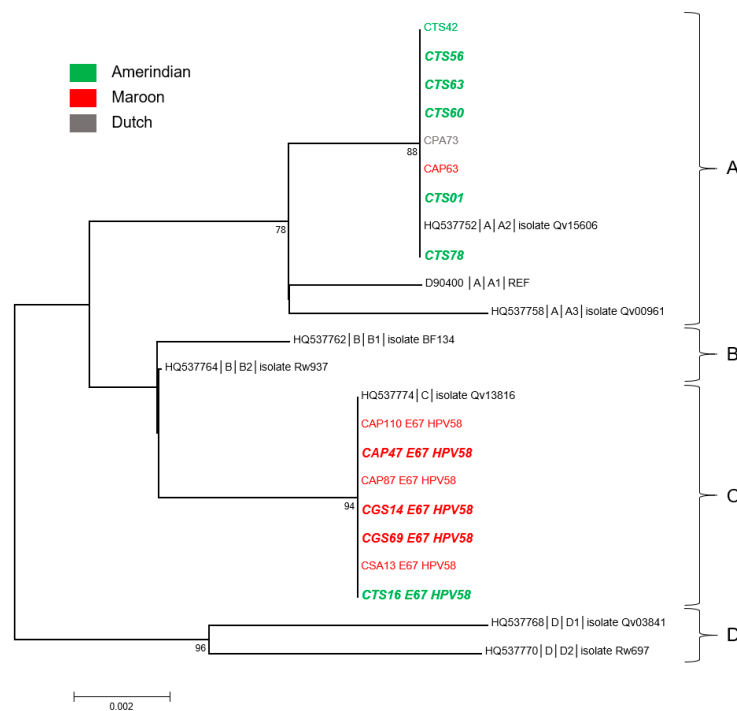 CTS42
CTS56
Amerindian
CTS63
Maroon
CTS60
Dutch
CPA73
88
CAP63
A
CTS01
HQ537752|A|A2|isolate Qv15606
78
CTS78
D90400 |A|A1|REF
HQ537758|A|A3|isolate Qv00961
HQ537762|B|B1|isolate BF134
B
HQ537764|B|B2|isolate Rw937
HQ537774|C|isolate Qv13816
CAP110 E67 HPV58
CAP47 E67 HPV58
CAP87 E67 HPV58
C
94
CGS14 E67 HPV58
CGS69 E67 HPV58
CSA13 E67 HPV58
CTS16 E67 HPV58
HQ537768|D|D1|isolate Qv03841
D
96
HQ537770|D|D2|isolate Rw697
0.002